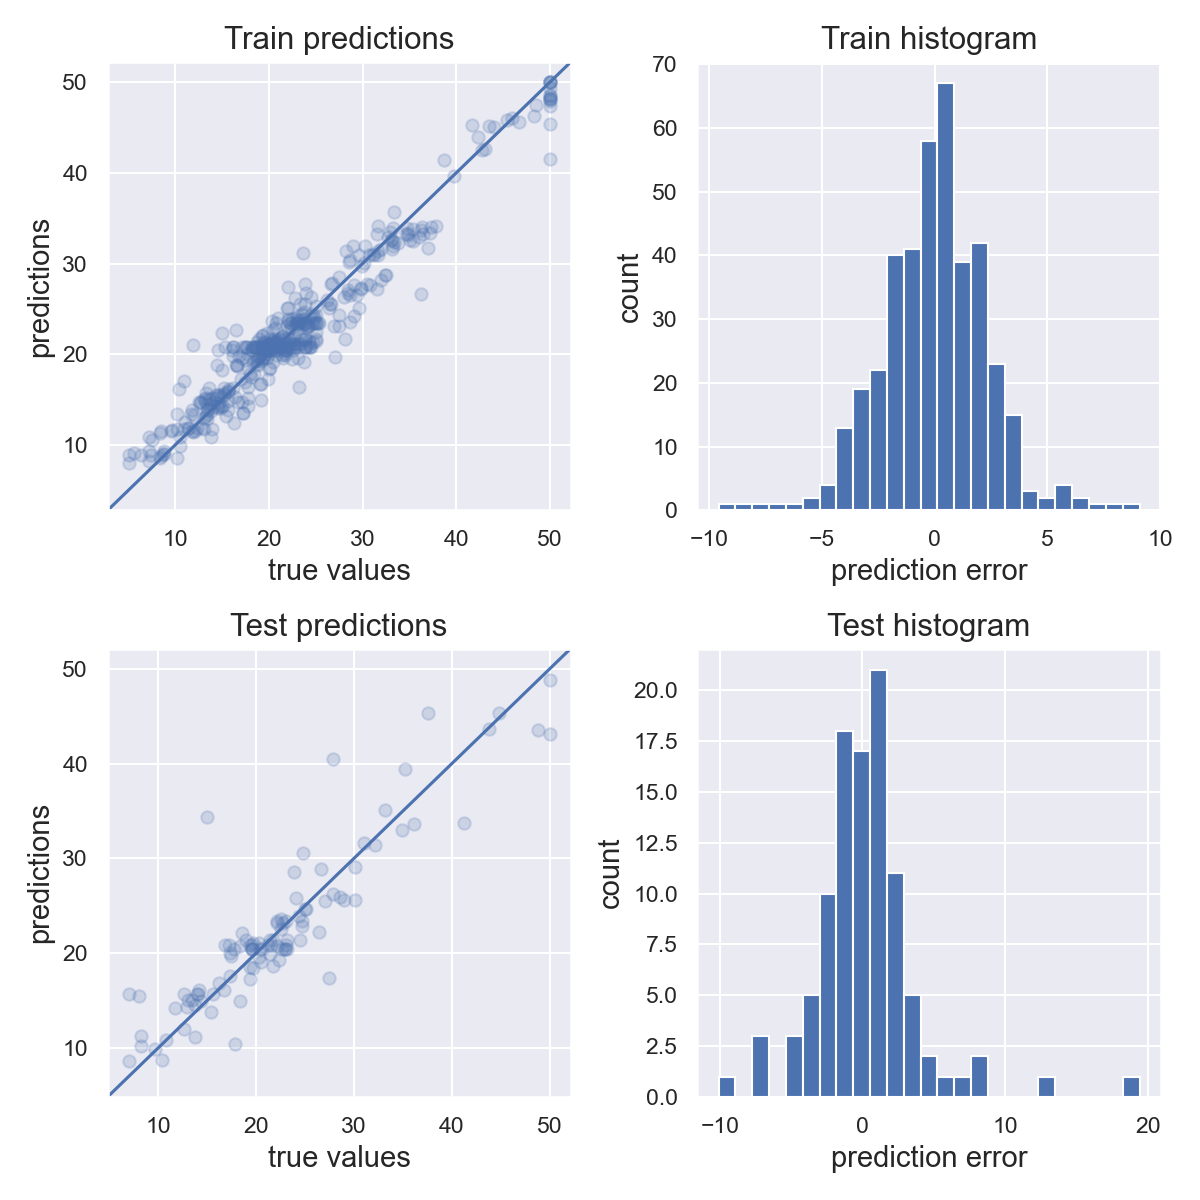 Train predictions
50
40
30
20
10
predictions
10 20 30 40 50
true values
Train histogram
70
60
50
40
30
20
10
0
count
−10 −5 0 5 10
prediction error
Test predictions
50
40
30
20
10
predictions
10 20 30 40 50
true values
Test histogram
20.0
17.5
15.0
12.5
10.0
7.5
5.0
2.5
0.0
count
−10 0 10 20
prediction error